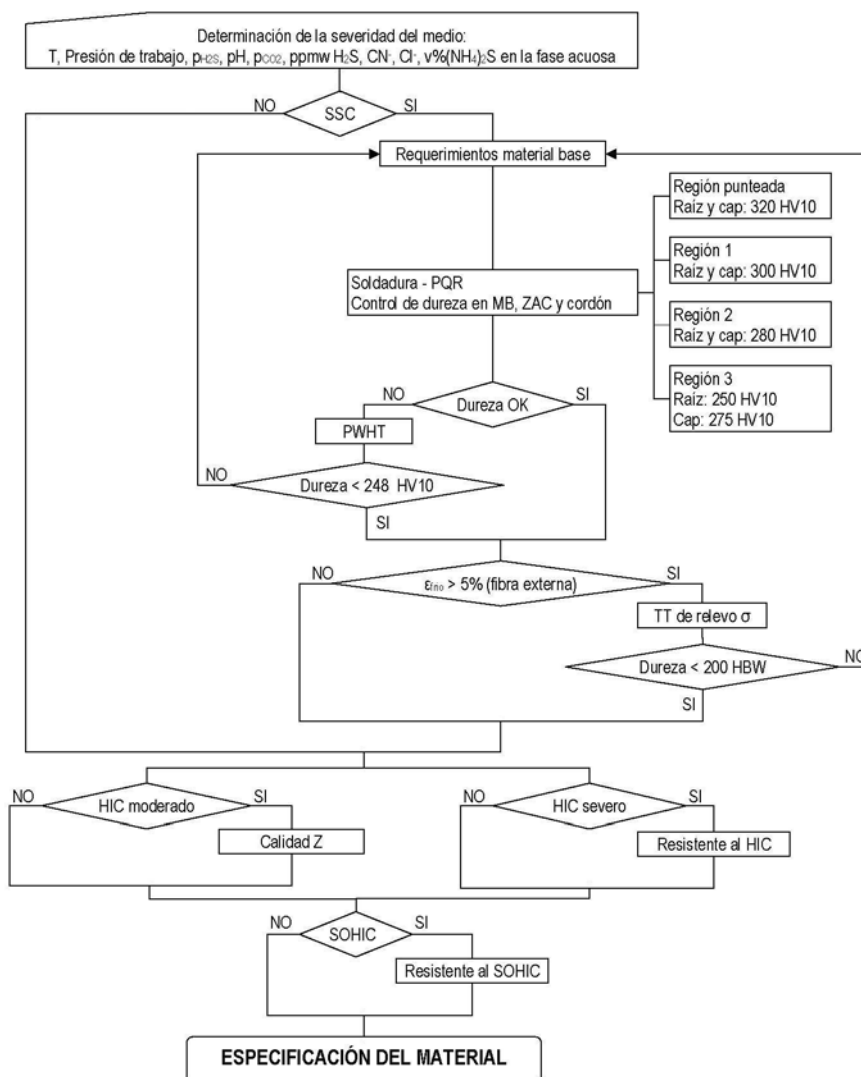 Determinación de la severidad del medio:
T, Presión de trabajo, pH2S, pH, pCO2, ppmw H2S, CN-, Cl-, v%(NH4)2S en la fase acuosa
NO
SI
SSC
Requerimientos material base
Región punteada
Raíz y cap: 320 HV10
Región 1
Raíz y cap: 300 HV10
Soldadura - PQR
Control de dureza en MB, ZAC y cordón
Región 2
Raíz y cap: 280 HV10
Región 3
Raíz: 250 HV10
Cap: 275 HV10
NO
SI
Dureza OK
PWHT
NO
Dureza < 248 HV10
SI
NO
SI
εfrio > 5% (fibra externa)
TT de relevo σ
NO
Dureza < 200 HBW
SI
NO
SI
HIC moderado
NO
SI
HIC severo
Calidad Z
Resistente al HIC
NO
SI
SOHIC
Resistente al SOHIC
ESPECIFICACIÓN DEL MATERIAL